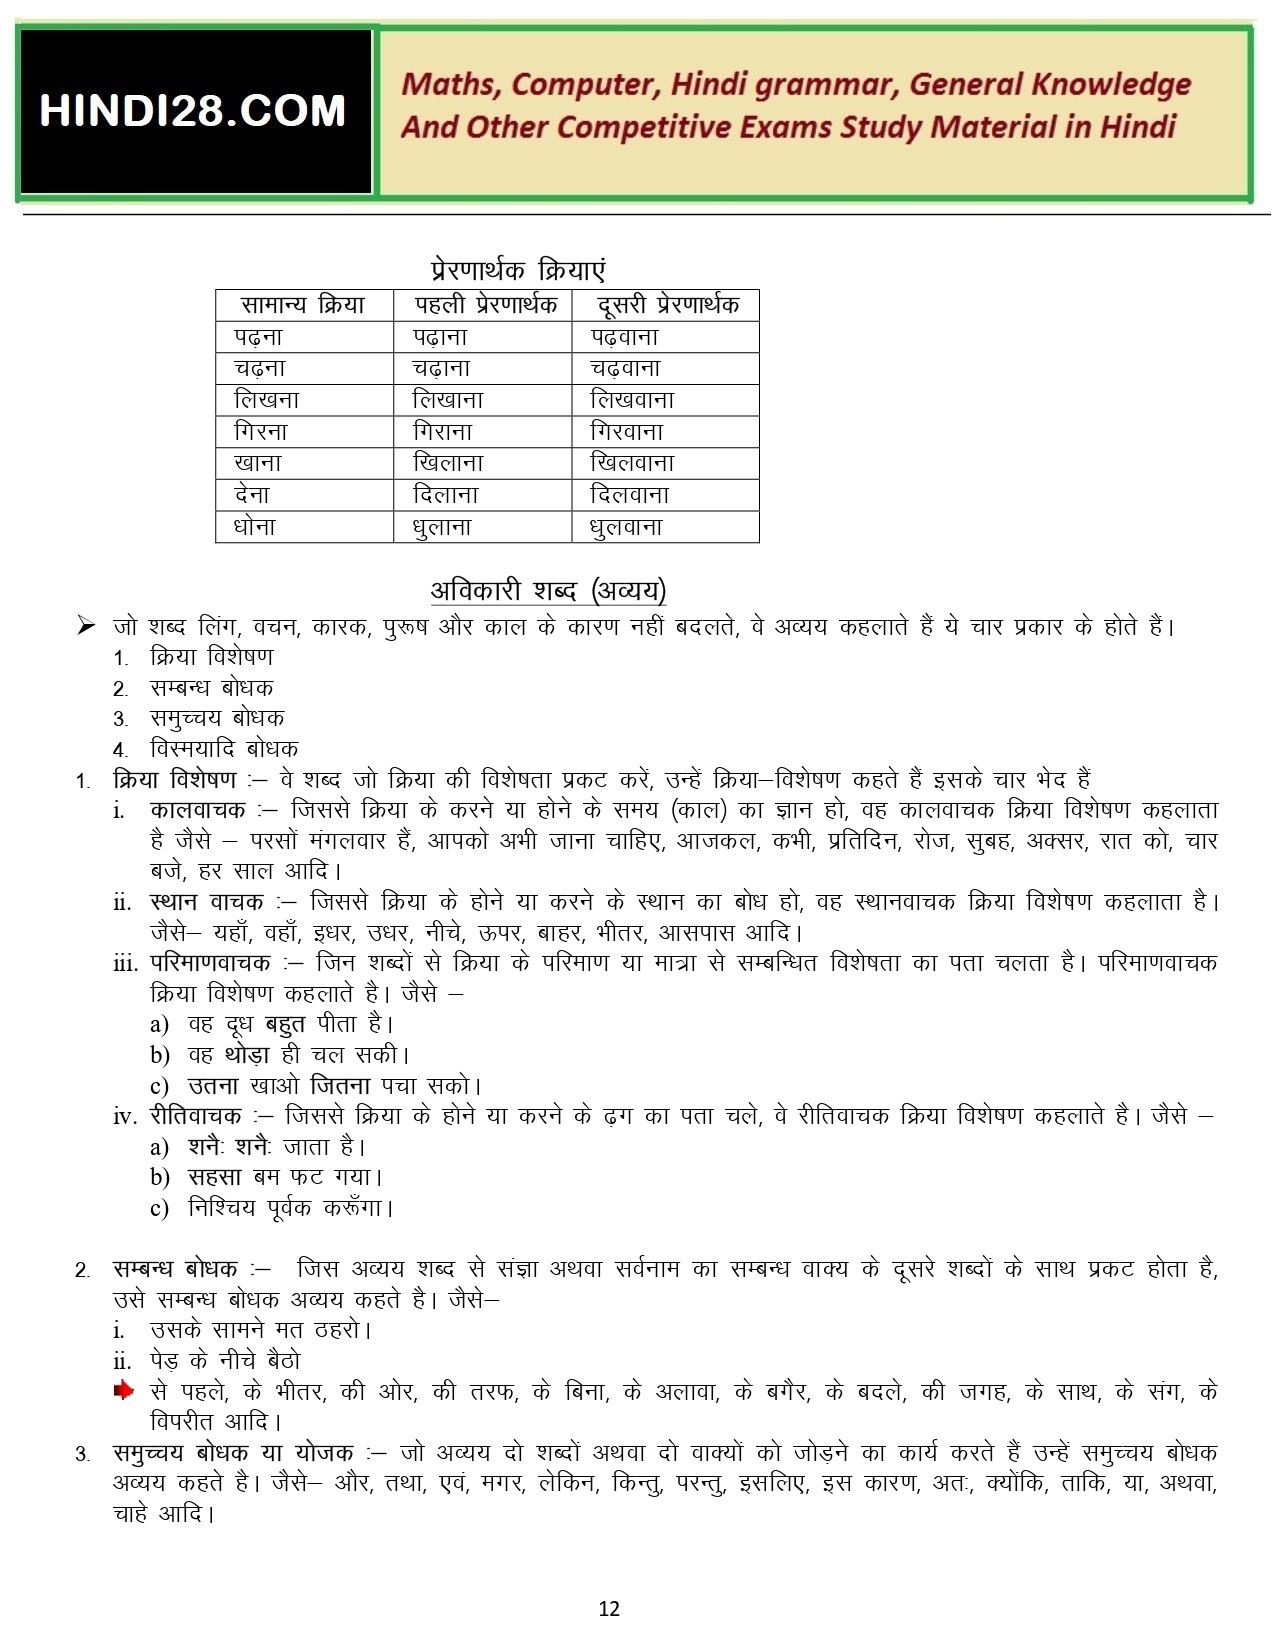 HINDI28.COM
Maths, Computer, Hindi grammar, General Knowledge
And Other Competitive Exams Study Material in Hindi
प्रेरणार्थक क्रियाएं
सामान्य क्रिया पहली प्रेरणार्थक दूसरी प्रेरणार्थक
पढ़ना पढ़ाना पढ़वाना
चढ़ना चढ़ाना चढ़वाना
लिखना लिखाना लिखवाना
गिरना गिराना गिरवाना
खाना खिलाना खिलवाना
देना दिलाना दिलवाना
धोना धुलाना धुलवाना
अविकारी शब्द (अव्यय)
➢ जो शब्द लिंग, वचन, कारक, पुरूष और काल के कारण नहीं बदलते, वे अव्यय कहलाते हैं ये चार प्रकार के होते हैं।
1. क्रिया विशेषण
2. सम्बन्ध बोधक
3. समुच्चय बोधक
4. विस्मयादि बोधक
1. क्रिया विशेषण :– वे शब्द जो क्रिया की विशेषता प्रकट करें, उन्हें क्रिया–विशेषण कहते हैं इसके चार भेद हैं
i. कालवाचक :– जिससे क्रिया के करने या होने के समय (काल) का ज्ञान हो, वह कालवाचक क्रिया विशेषण कहलाता
है जैसे – परसों मंगलवार हैं, आपको अभी जाना चाहिए, आजकल, कभी, प्रतिदिन, रोज, सुबह, अक्सर, रात को, चार
बजे, हर साल आदि।
ii. स्थान वाचक :– जिससे क्रिया के होने या करने के स्थान का बोध हो, वह स्थानवाचक क्रिया विशेषण कहलाता है।
जैसे– यहाँ, वहाँ, इधर, उधर, नीचे, ऊपर, बाहर, भीतर, आसपास आदि।
iii. परिमाणवाचक :– जिन शब्दों से क्रिया के परिमाण या मात्रा से सम्बन्धित विशेषता का पता चलता है। परिमाणवाचक
क्रिया विशेषण कहलाते है। जैसे –
a) वह दूध बहुत पीता है।
b) वह थोड़ा ही चल सकी।
c) उतना खाओ जितना पचा सको।
iv. रीतिवाचक :– जिससे क्रिया के होने या करने के ढ़ग का पता चले, वे रीतिवाचक क्रिया विशेषण कहलाते है। जैसे –
a) शनैः शनैः जाता है।
b) सहसा बम फट गया।
c) निश्चिय पूर्वक करूँगा।
2. सम्बन्ध बोधक :– जिस अव्यय शब्द से संज्ञा अथवा सर्वनाम का सम्बन्ध वाक्य के दूसरे शब्दों के साथ प्रकट होता है,
उसे सम्बन्ध बोधक अव्यय कहते है। जैसे–
i. उसके सामने मत ठहरो।
ii. पेड़ के नीचे बैठो
से पहले, के भीतर, की ओर, की तरफ, के बिना, के अलावा, के बगैर, के बदले, की जगह, के साथ, के संग, के
विपरीत आदि।
3. समुच्चय बोधक या योजक :– जो अव्यय दो शब्दों अथवा दो वाक्यों को जोड़ने का कार्य करते हैं उन्हें समुच्चय बोधक
अव्यय कहते है। जैसे– और, तथा, एवं, मगर, लेकिन, किन्तु, परन्तु, इसलिए, इस कारण, अतः, क्योंकि, ताकि, या, अथवा,
चाहे आदि।
12